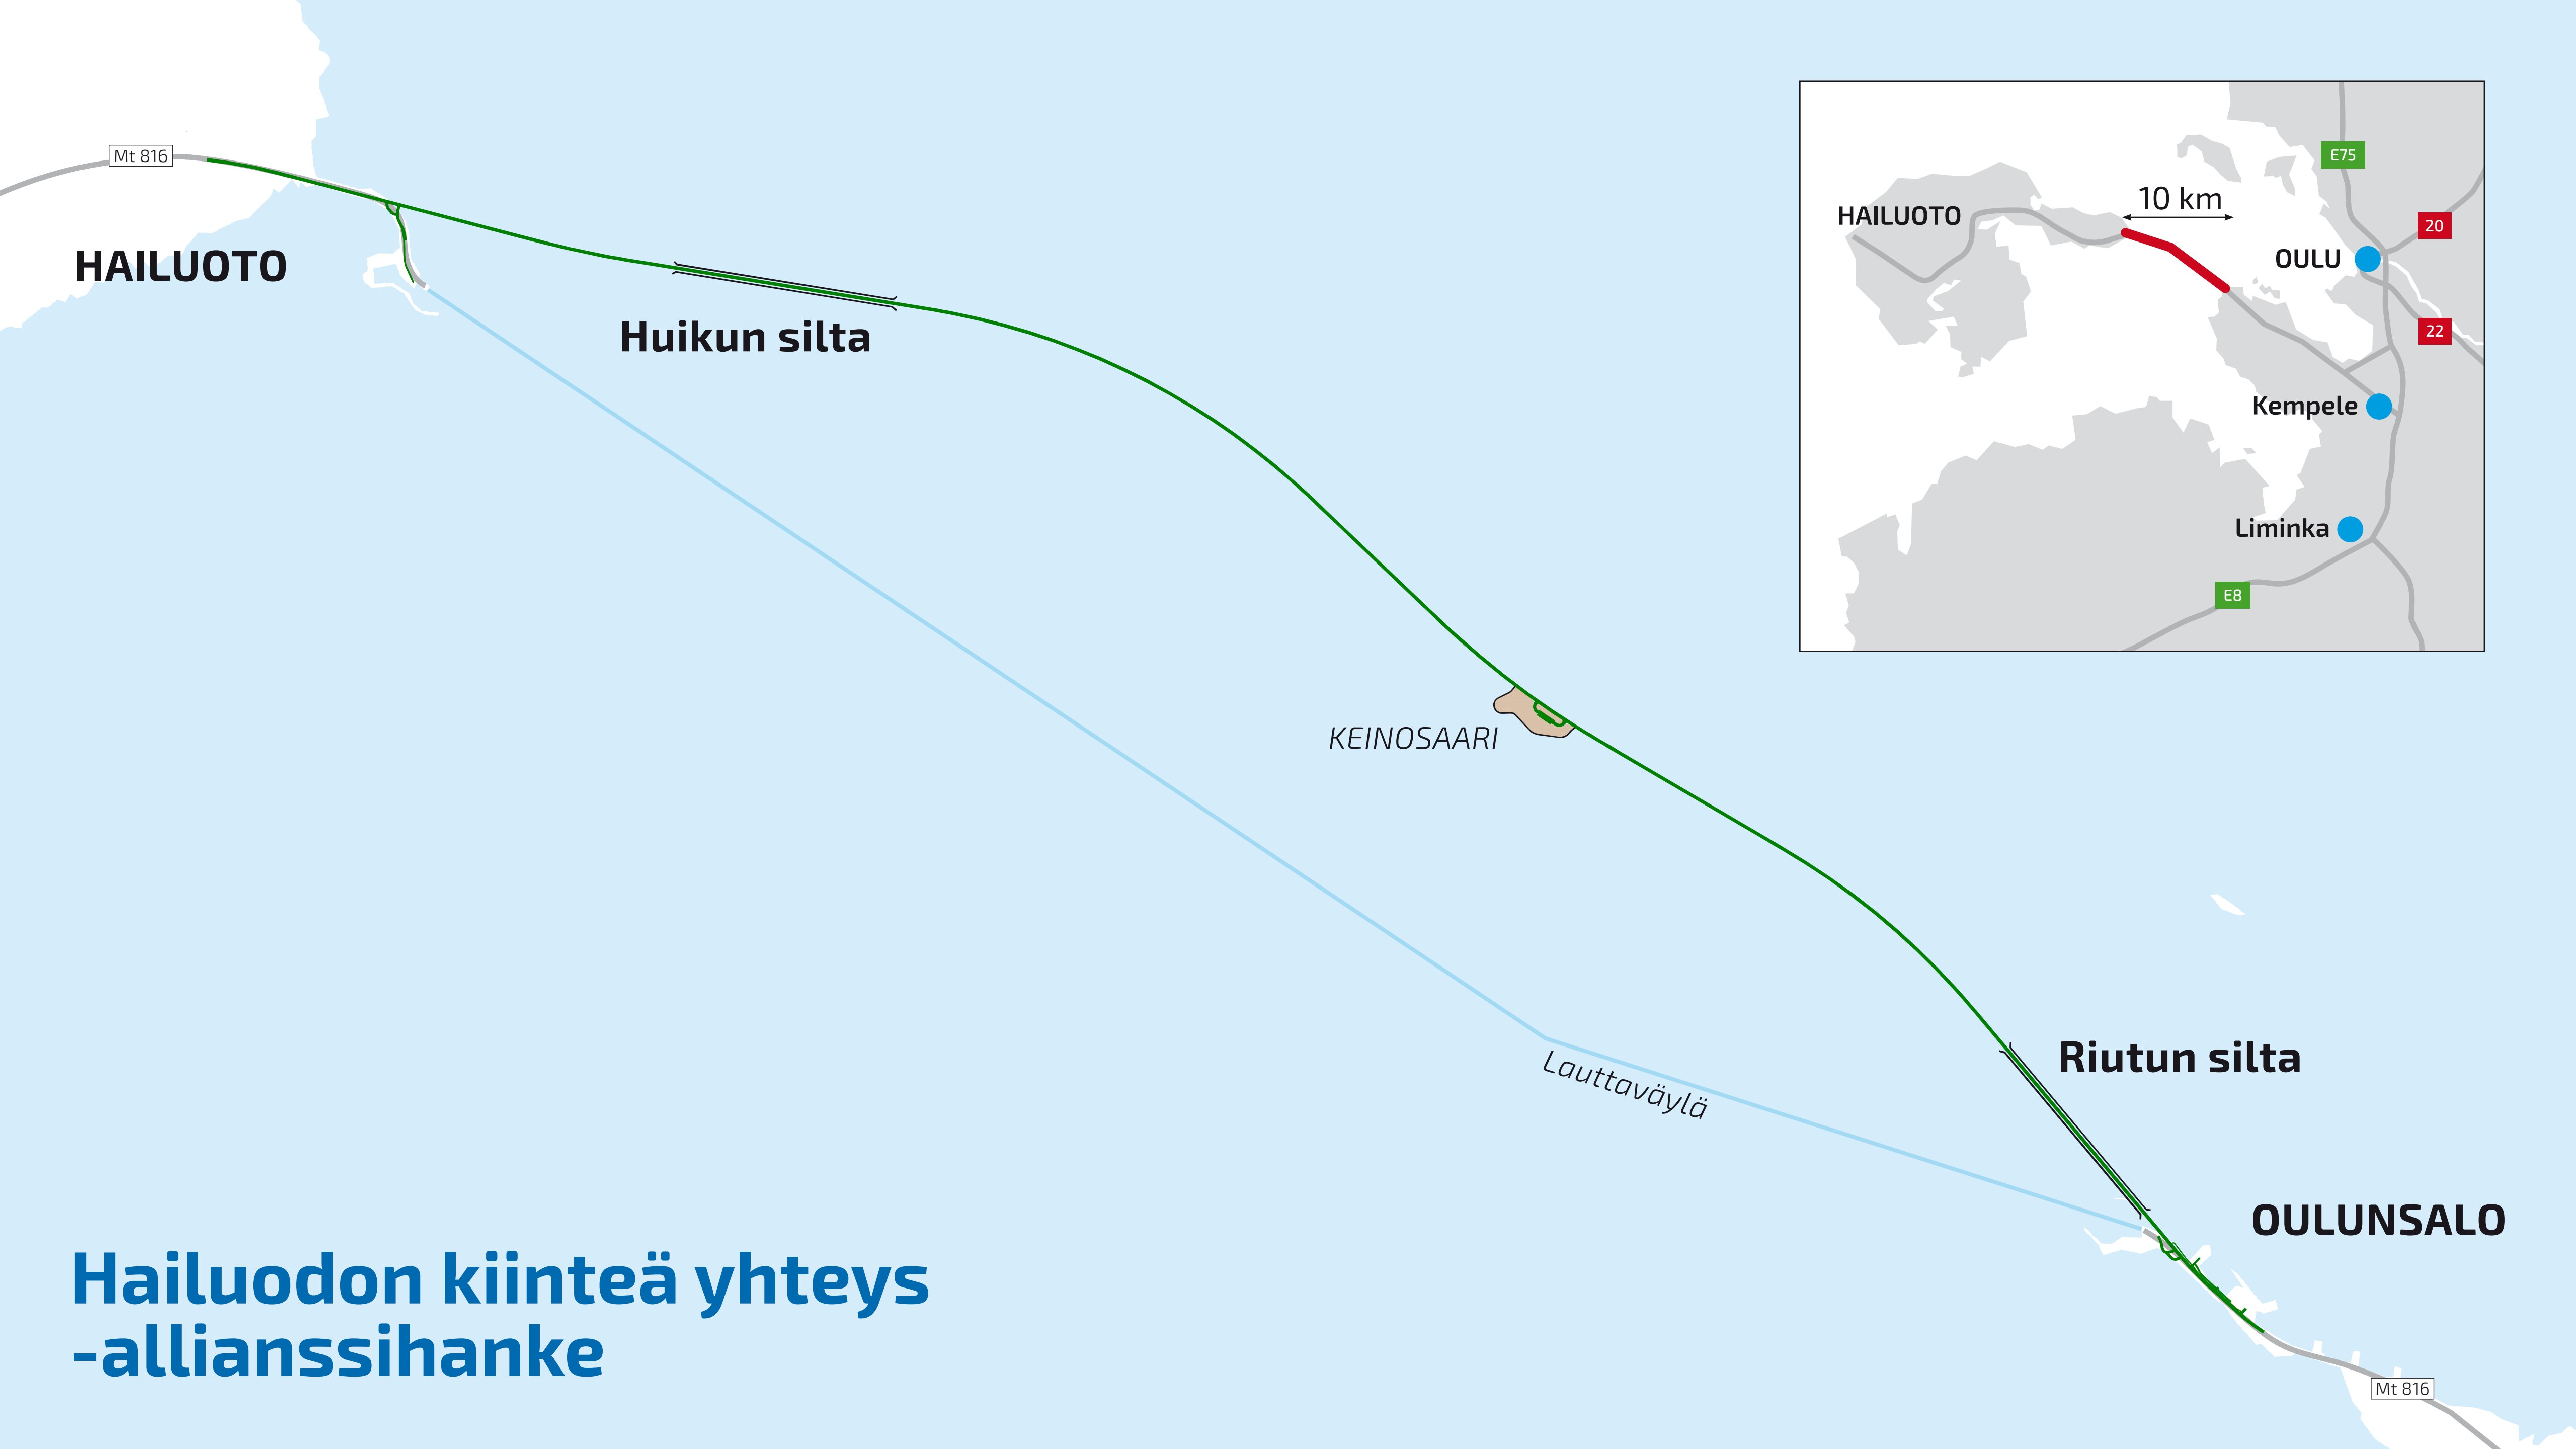 Mt 816
HAILUOTO
Huikun silta
KEINOSAARI
Lauttaväylä
Riutun silta
OULUNSALO
Mt 816
Hailuodon kiinteä yhteys
-allianssihanke
E75
10 km
HAILUOTO
20
OULU
22
Kempele
Liminka
E8